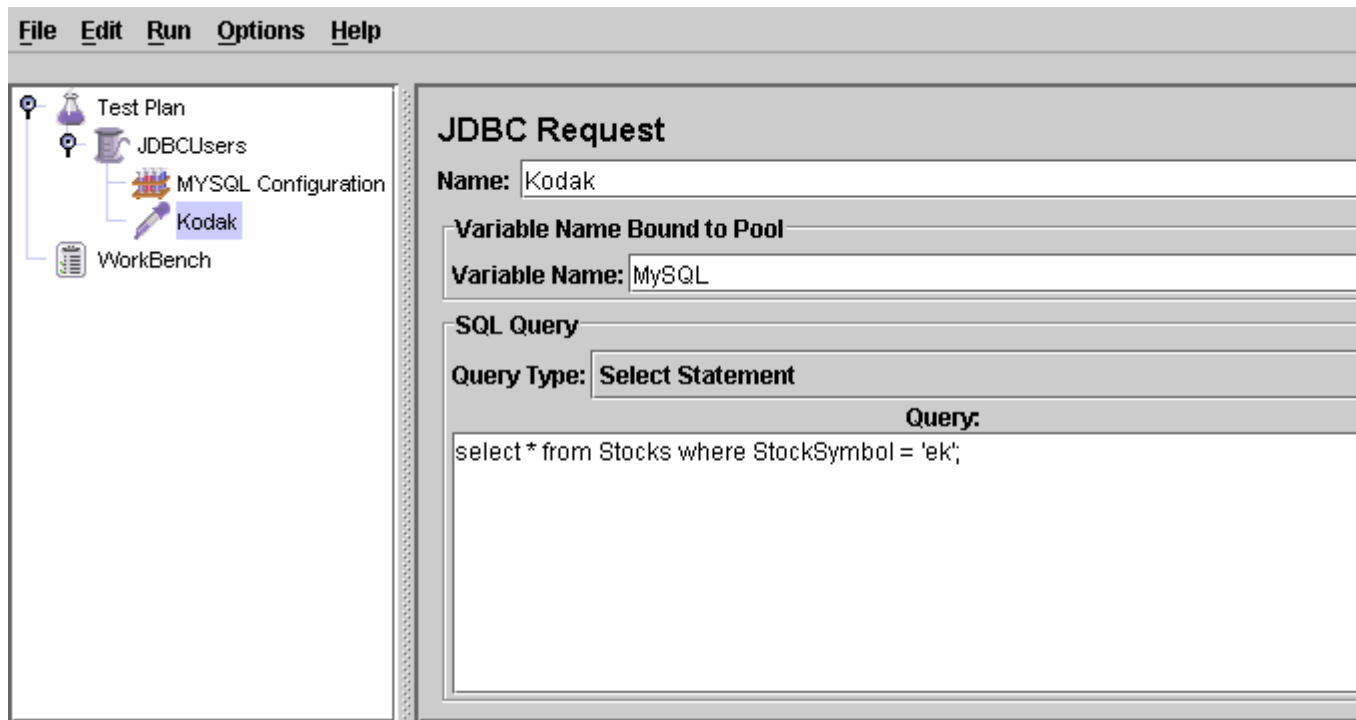 File Edit Run Options Help
Test Plan
JDBCUsers
MYSQL Configuration
Kodak
WorkBench
JDBC Request
Name: Kodak
Variable Name Bound to Pool
Variable Name: MySQL
SQL Query
Query Type: Select Statement
Query:
select * from Stocks where StockSymbol = 'ek';